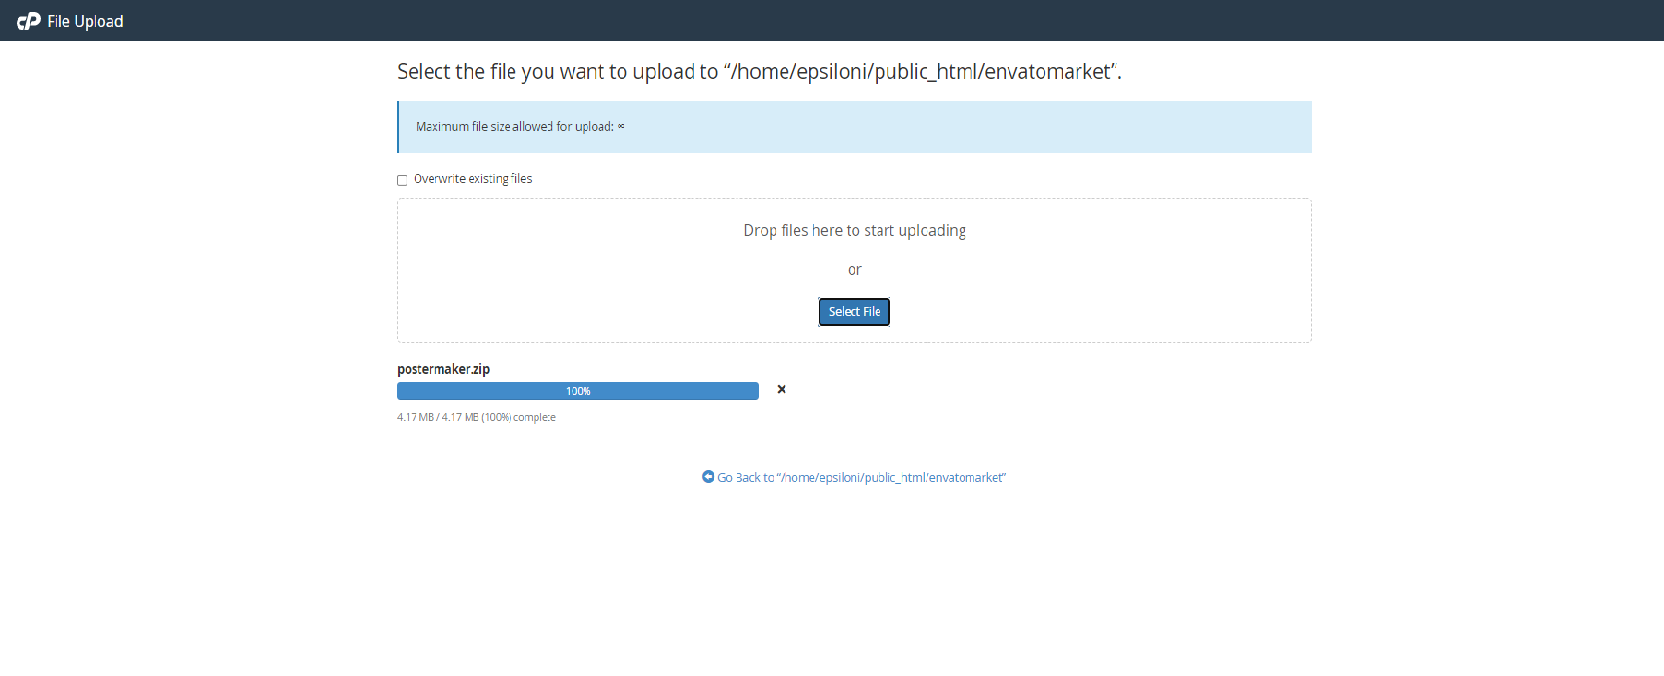 cP File Upload
Select the file you want to upload to “/home/epsiloni/public_html/envatomarket”.
Maximum file size allowed for upload: ∞
Overwrite existing files
Drop files here to start uploading
or
Select File
postermaker.zip
100%
4.17 MB / 4.17 MB (100%) complete
Go Back to “/home/epsiloni/public_html/envatomarket”